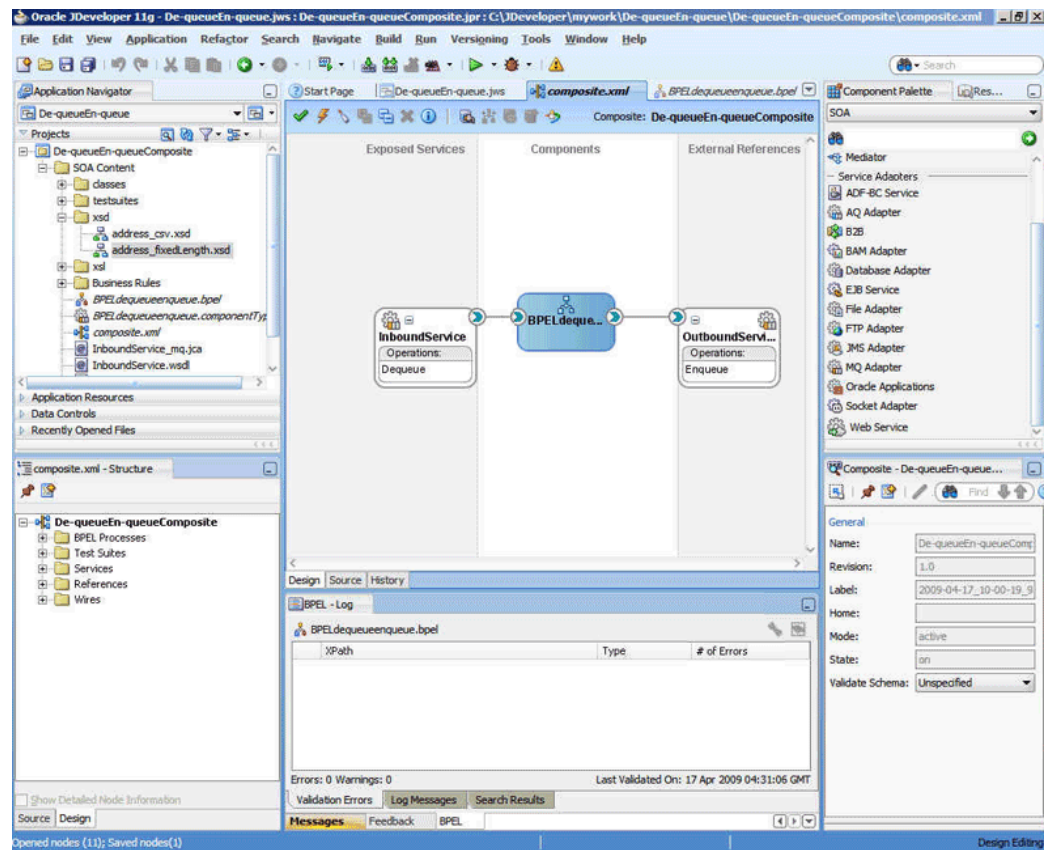 Oracle JDeveloper 11g - De-queueEn-queue.jws : De-queueEn-queueComposite.jpr : C:\JDeveloper\mywork\De-queueEn-queue\De-queueEn-queueComposite\composite.xml
File Edit View Application Refactor Search Navigate Build Run Versioning Tools Window Help
Search
Application Navigator
De-queueEn-queue
Projects
De-queueEn-queueComposite
SOA Content
classes
testsuites
xsd
address_csv.xsd
address_fixedLength.xsd
xsl
Business Rules
BPELdequeueenqueue.bpel
BPELdequeueenqueue.componentTyp
composite.xml
InboundService_mq.jca
InboundService.wsdl
Application Resources
Data Controls
Recently Opened Files
composite.xml - Structure
De-queueEn-queueComposite
BPEL Processes
Test Suites
Services
References
Wires
Show Detailed Node Information
Source Design
Start Page De-queueEn-queue.jws composite.xml BPELdequeueenqueue.bpel
Composite: De-queueEn-queueComposite
Exposed Services Components External References
InboundService
Operations:
Dequeue
BPELdeque...
OutboundServi...
Operations:
Enqueue
Design Source History
BPEL - Log
BPELdequeueenqueue.bpel
XPath Type # of Errors
Errors: 0 Warnings: 0 Last Validated On: 17 Apr 2009 04:31:06 GMT
Validation Errors Log Messages Search Results
Messages Feedback BPEL
Component Palette Res...
SOA
Mediator
Service Adapters
ADF-BC Service
AQ Adapter
B2B
BAM Adapter
Database Adapter
EJB Service
File Adapter
FTP Adapter
JMS Adapter
MQ Adapter
Oracle Applications
Socket Adapter
Web Service
Composite - De-queueEn-queue...
Find
General
Name: De-queueEn-queueComp
Revision: 1.0
Label: 2009-04-17_10-00-19_9
Home:
Mode: active
State: on
Validate Schema: Unspecified
Opened nodes (11); Saved nodes(1) Design Editing